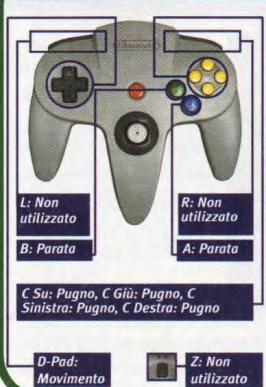 L: Non
utilizzato
R: Non
utilizzato
B: Parata
A: Parata
C Su: Pugno, C Giù: Pugno, C
Sinistra: Pugno, C Destra: Pugno
D-Pad:
Movimento
Z: Non
utilizzato